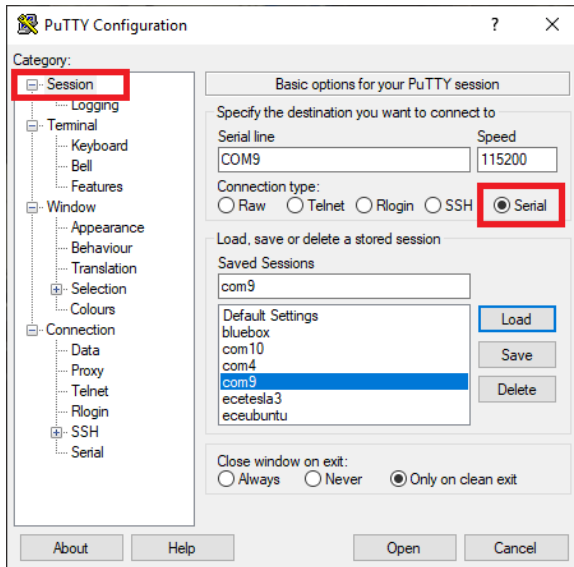 PuTTY Configuration
?
Category:
Session
Logging
Terminal
Keyboard
Bell
Features
Window
Appearance
Behaviour
Translation
Selection
Colours
Connection
Data
Proxy
Telnet
Rlogin
SSH
Serial
Basic options for your PuTTY session
Specify the destination you want to connect to
Serial line Speed
COM9 115200
Connection type:
Raw Telnet Rlogin SSH Serial
Load, save or delete a stored session
Saved Sessions
com9
Default Settings
bluebox
com10
com4
com9
ecetesla3
eceubuntu
Load
Save
Delete
Close window on exit:
Always Never Only on clean exit
About Help Open Cancel